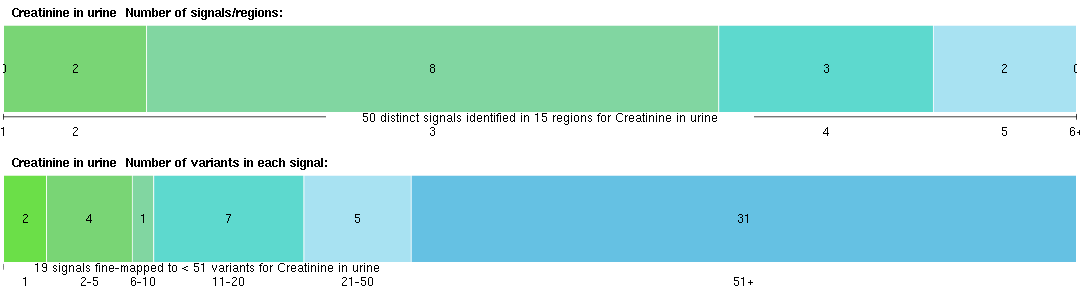 Creatinine in urine Number of signals/regions:
0 2 8 3 2 0
50 distinct signals identified in 15 regions for Creatinine in urine
1 2 3 4 5 6+
Creatinine in urine Number of variants in each signal:
2 4 1 7 5 31
19 signals fine-mapped to < 51 variants for Creatinine in urine
1 2-5 6-10 11-20 21-50 51+